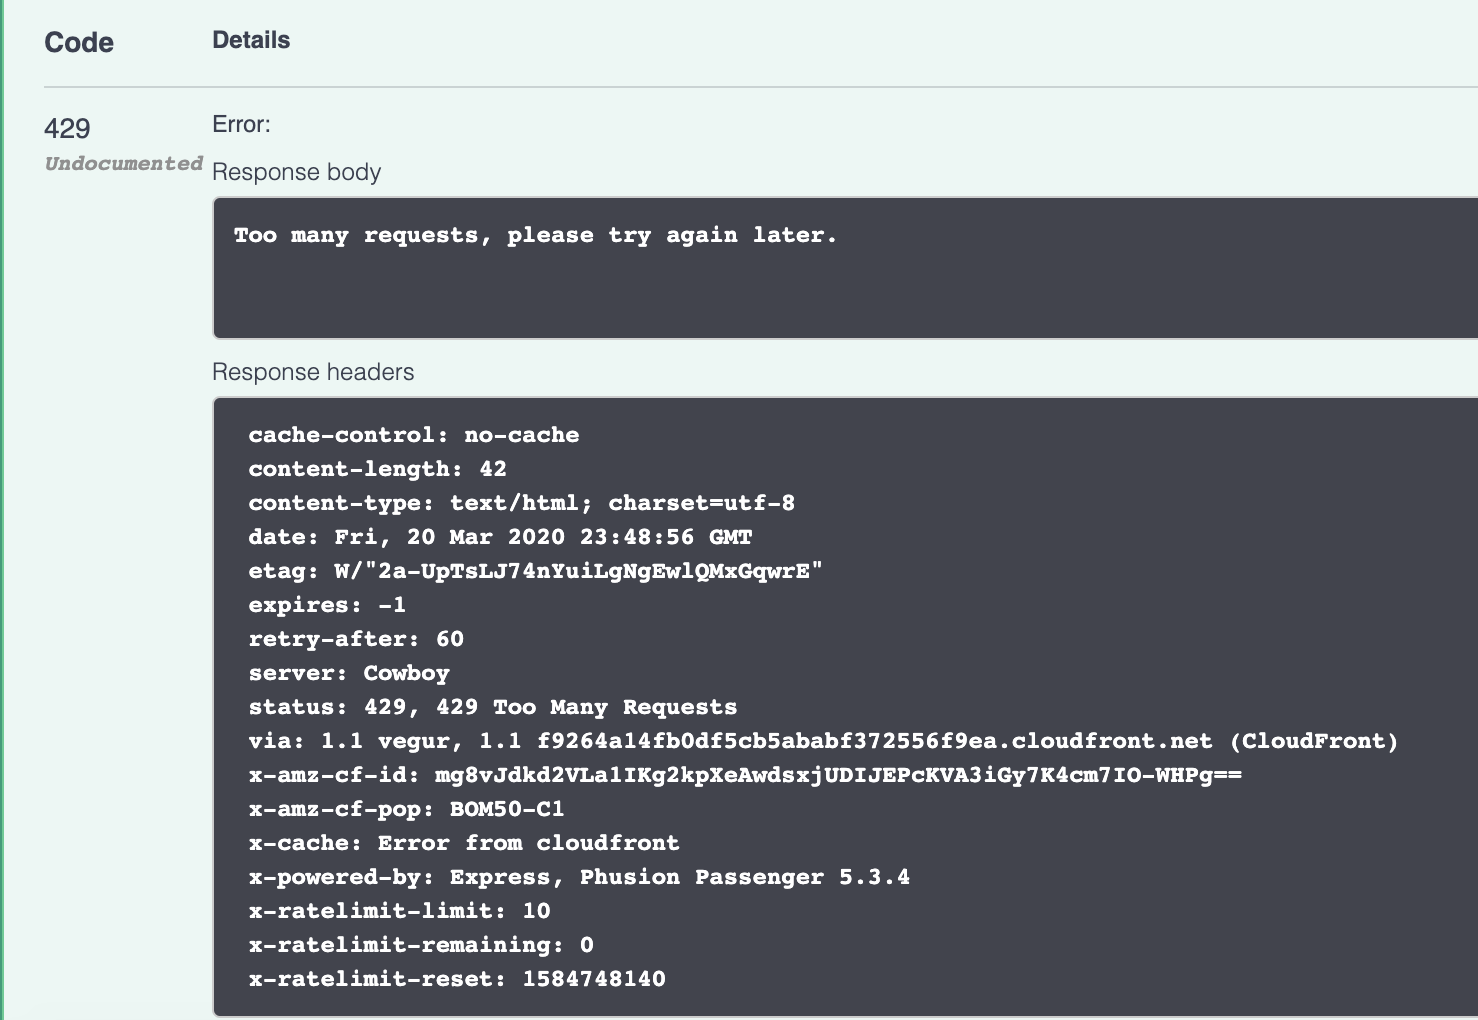 Code Details
429 Error:
Undocumented
Response body
Too many requests, please try again later.
Response headers
cache-control: no-cache
content-length: 42
content-type: text/html; charset=utf-8
date: Fri, 20 Mar 2020 23:48:56 GMT
etag: W/"2a-UpTsLJ74nYuiLgNgEwlQMxGqwrE"
expires: -1
retry-after: 60
server: Cowboy
status: 429, 429 Too Many Requests
via: 1.1 vegur, 1.1 f9264a14fb0df5cb5ababf372556f9ea.cloudfront.net (CloudFront)
x-amz-cf-id: mg8vJdkd2VLa1IKg2kpXeAwdsxjUDIJEPcKVA3iGy7K4cm7IO-WHPg==
x-amz-cf-pop: BOM50-C1
x-cache: Error from cloudfront
x-powered-by: Express, Phusion Passenger 5.3.4
x-ratelimit-limit: 10
x-ratelimit-remaining: 0
x-ratelimit-reset: 1584748140